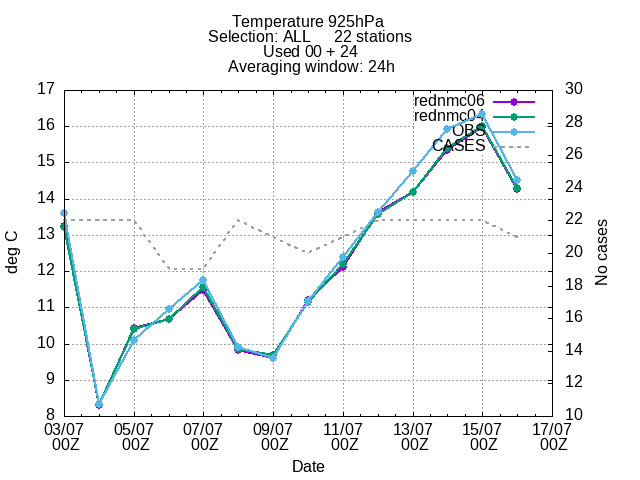 Temperature 925hPa
Selection: ALL 22 stations
Used 00 + 24
Averaging window: 24h
17 30
rednmc06
16 28
rednmc04
OBS
15 26
CASES
14 24
13 22
12 20
11 18
10 16
9 14
8 12
10
deg C
No cases
03/07 05/07 07/07 09/07 11/07 13/07 15/07 17/07
00Z 00Z 00Z 00Z 00Z 00Z 00Z 00Z
Date